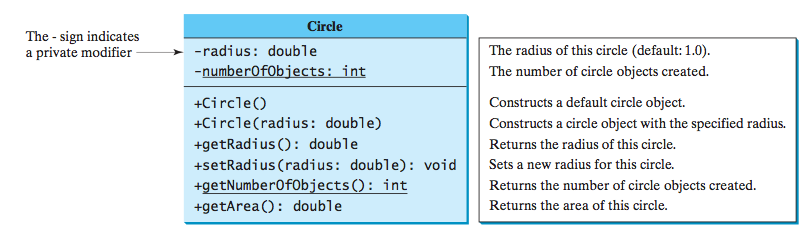 The - sign indicates
a private modifier
Circle
-radius: double
-numberOfObjects: int
+Circle()
+Circle(radius: double)
+getRadius(): double
+setRadius(radius: double): void
+getNumberOfObjects(): int
+getArea(): double
The radius of this circle (default: 1.0).
The number of circle objects created.
Constructs a default circle object.
Constructs a circle object with the specified radius.
Returns the radius of this circle.
Sets a new radius for this circle.
Returns the number of circle objects created.
Returns the area of this circle.